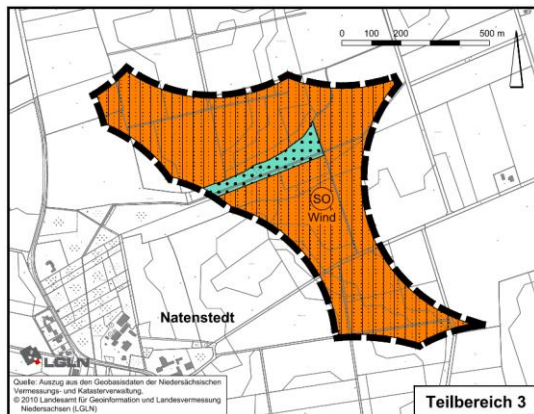 0 100 200 500 m
SO
Wind
Natenstedt
LGLN
Quelle: Auszug aus den Geobasisdaten der Niedersächsischen
Vermessungs- und Katasterverwaltung,
© 2010 Landesamt für Geoinformation und Landesvermessung
Niedersachsen (LGLN)
Teilbereich 3